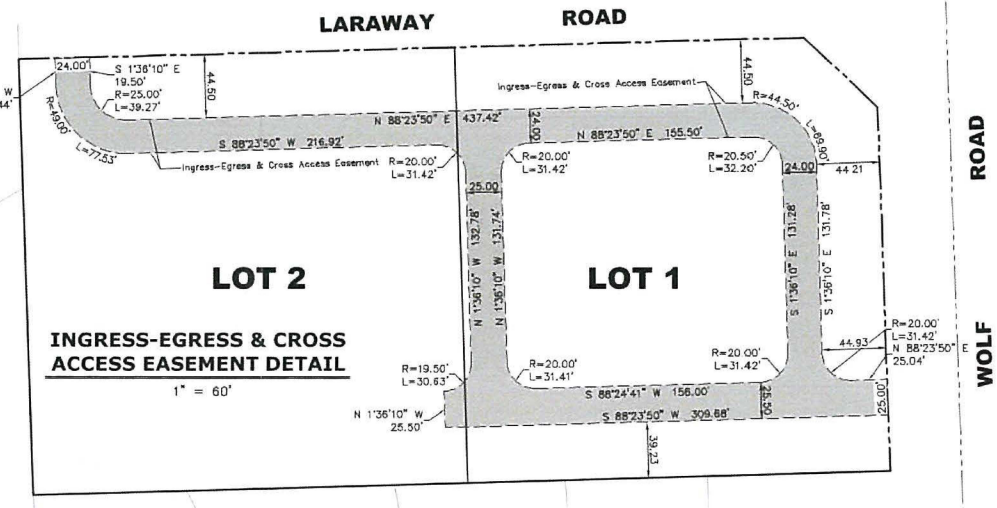 LARAWAY ROAD
W
44'
24.00'
S 1°36'10" E
19.50'
R=25.00'
L=39.27'
R=49.00'
L=77.53'
44.50
44.50
Ingress-Egress & Cross Access Easement
N 88°23'50" E 437.42'
24.00
N 88°23'50" E 155.50'
R=44.50'
L=69.90'
S 88°23'50" W 216.92'
Ingress-Egress & Cross Access Easement
R=20.00'
L=31.42'
R=20.00'
L=31.42'
R=20.50'
L=32.20'
24.00
44.21
25.00
N 1°36'10" W 132.78'
N 1°36'10" W 131.74'
S 1°36'10" E 131.28'
S 1°36'10" E 131.78'
ROAD
WOLF
LOT 2
LOT 1
INGRESS-EGRESS & CROSS
ACCESS EASEMENT DETAIL
1" = 60'
R=19.50'
L=30.63'
R=20.00'
L=31.41'
R=20.00'
L=31.42'
44.93
R=20.00'
L=31.42'
N 88°23'50" E
25.04'
25.00'
N 1°36'10" W
25.50'
S 88°24'41" W 156.00'
25.50
S 88°23'50" W 309.68'
39.23